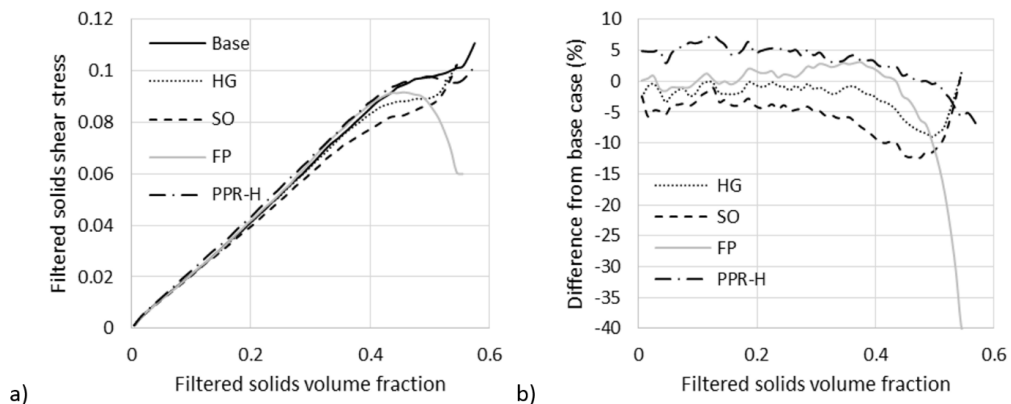 Filtered solids shear stress
0.12
0.1
0.08
0.06
0.04
0.02
0
Base
HG
SO
FP
PPR-H
0 0.2 0.4 0.6
Filtered solids volume fraction
a)
Difference from base case (%)
10
5
0
-5
-10
-15
-20
-25
-30
-35
-40
HG
SO
FP
PPR-H
0 0.2 0.4 0.6
Filtered solids volume fraction
b)